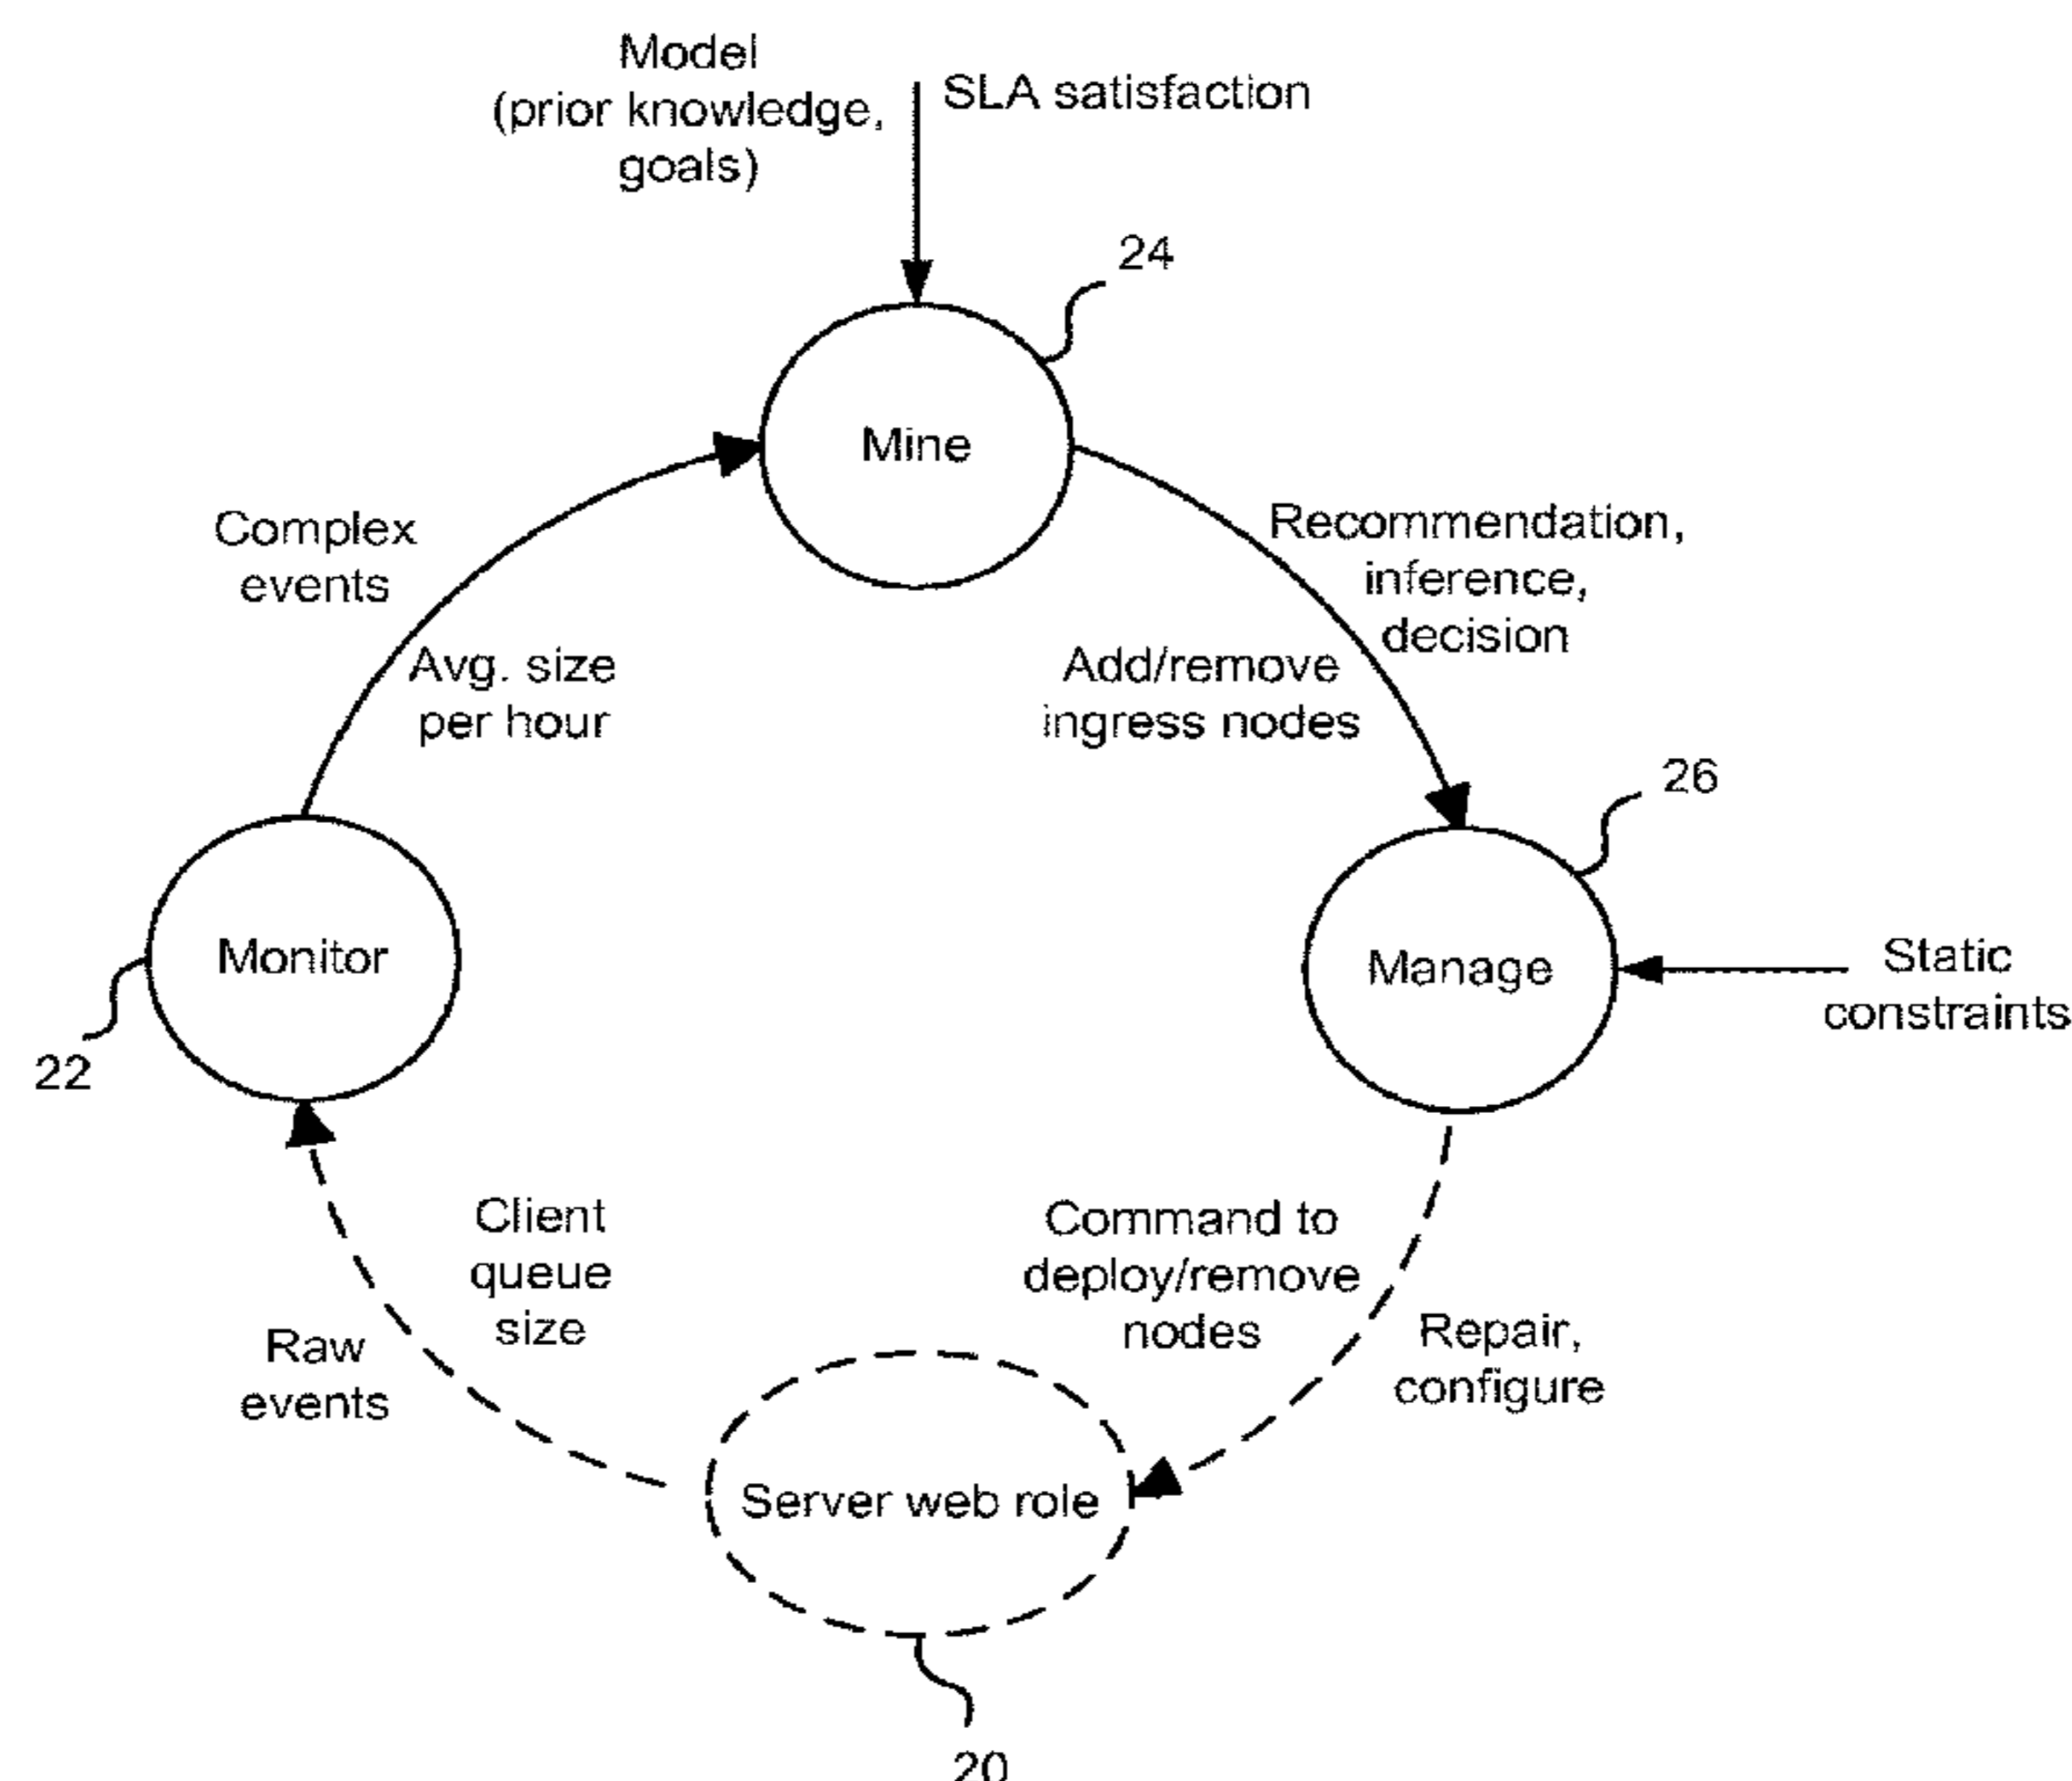 Model
(prior knowledge,
goals)
SLA satisfaction
24
Mine
Complex
events
Avg. size
per hour
Recommendation,
inference,
decision
Add/remove
ingress nodes
26
Monitor
22
Manage
Static
constraints
Client
queue
size
Raw
events
Command to
deploy/remove
nodes
Repair,
configure
Server web role
20